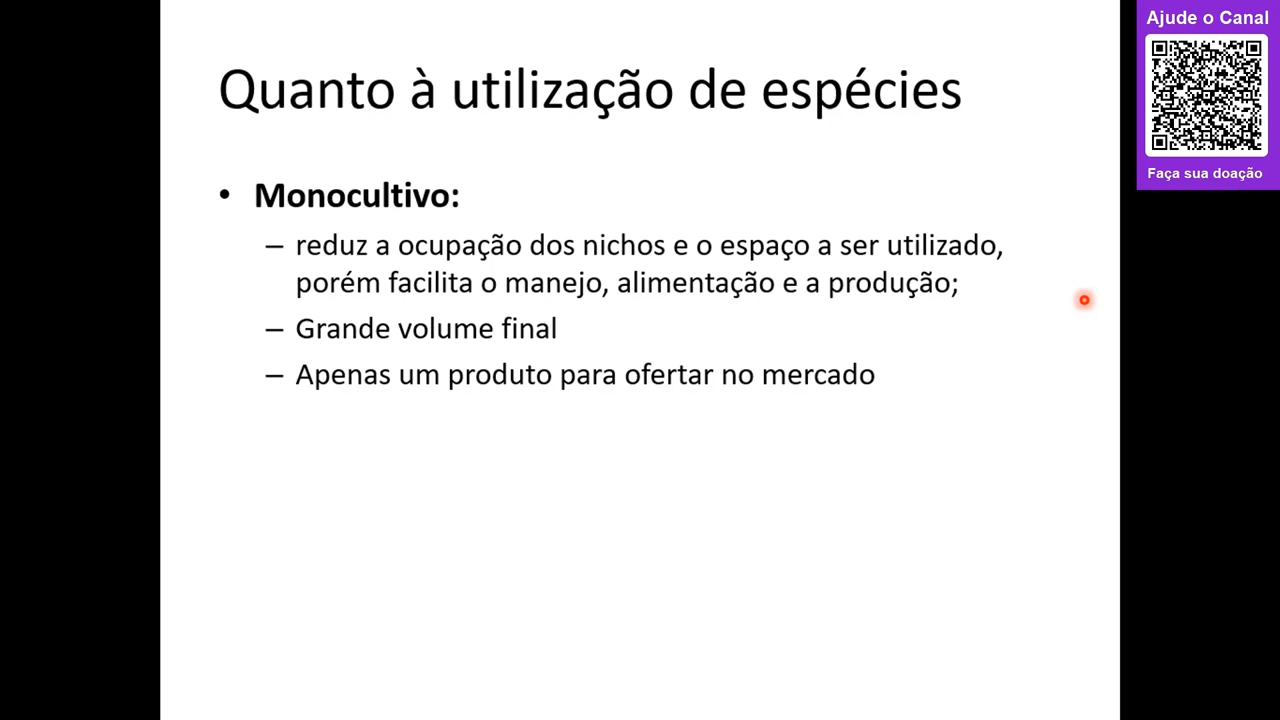 Quanto à utilização de espécies
• Monocultivo:
– reduz a ocupação dos nichos e o espaço a ser utilizado,
porém facilita o manejo, alimentação e a produção;
– Grande volume final
– Apenas um produto para ofertar no mercado
Ajude o Canal
Faça sua doação